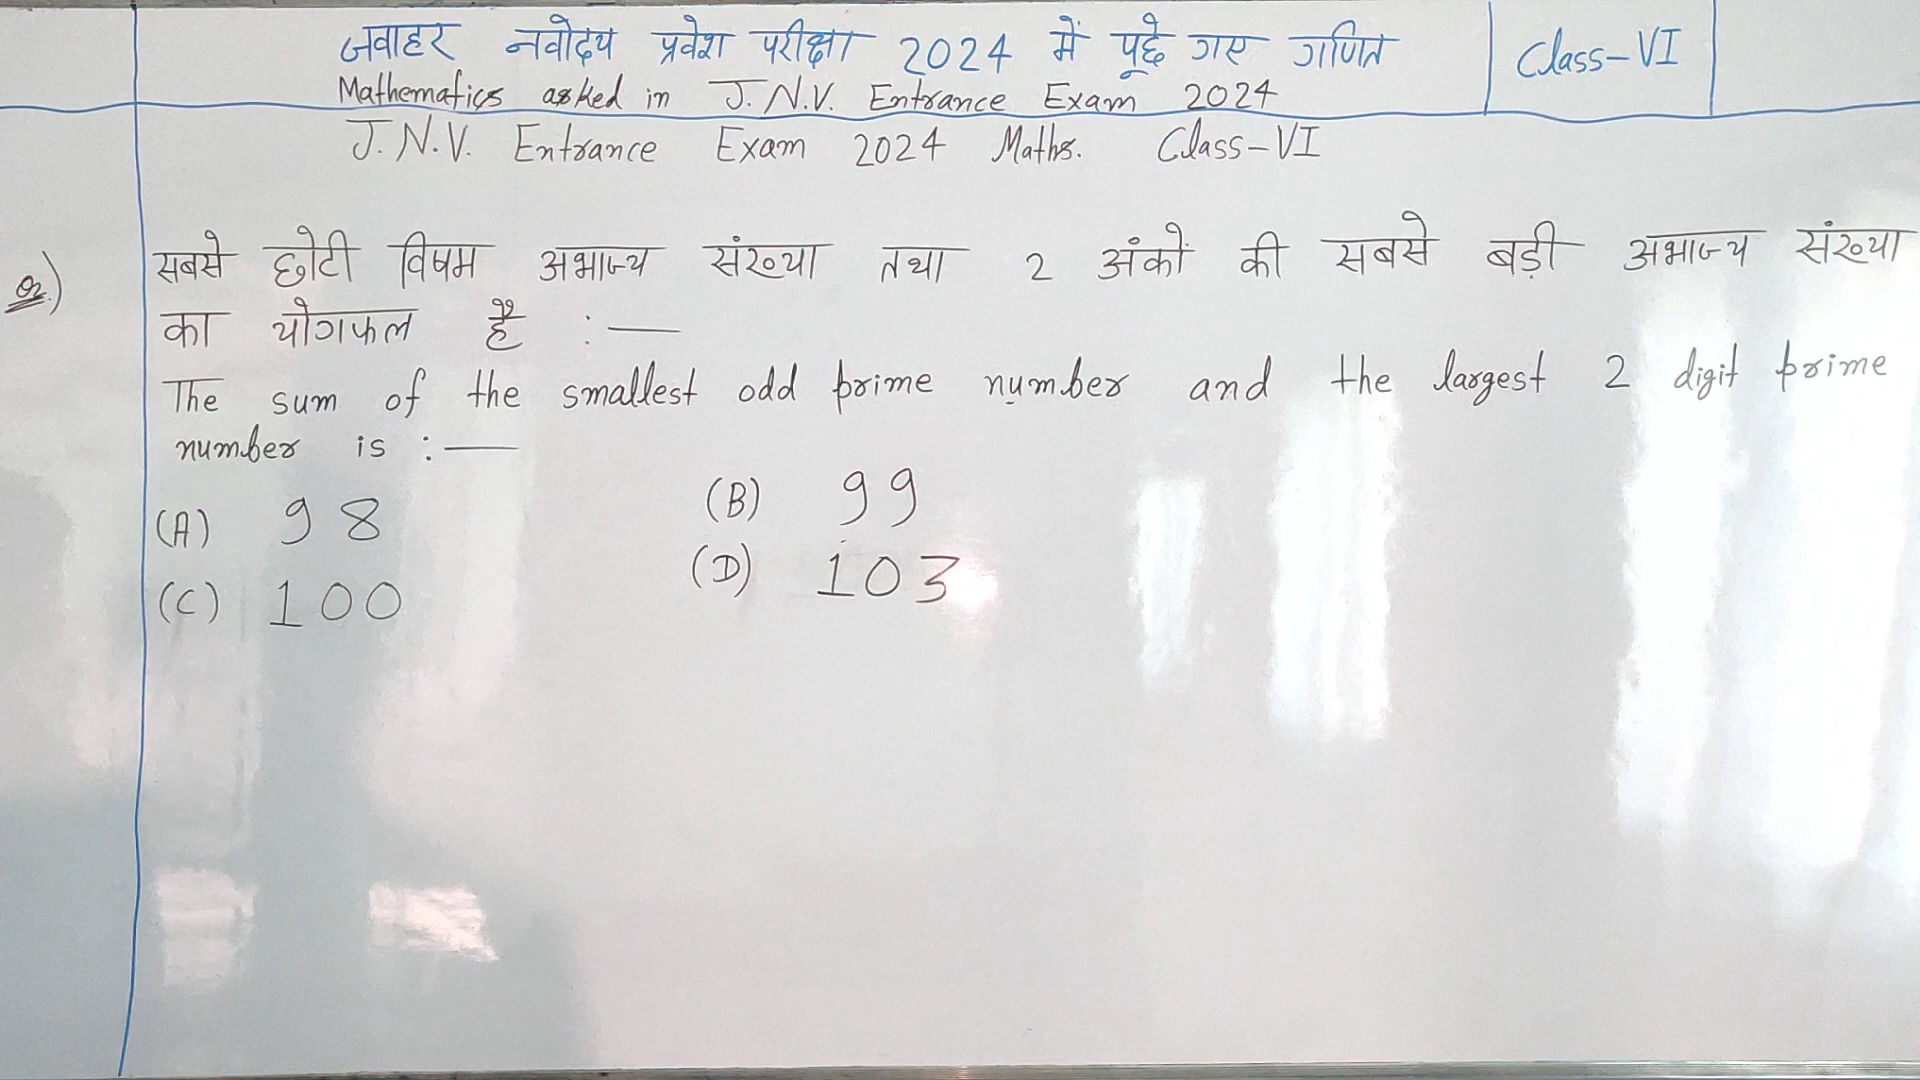 जवाहर नवोदय प्रवेश परीक्षा 2024 में पूछे गए गणित
Class-VI
Mathematics asked in J.N.V. Entrance Exam 2024
J.N.V. Entrance Exam 2024 Maths. Class-VI
Q.) सबसे छोटी विषम अभाज्य संख्या तथा 2 अंकों की सबसे बड़ी अभाज्य संख्या
का योगफल है :—
The sum of the smallest odd prime number and the largest 2 digit prime
number is :—
(A) 98 (B) 99
(C) 100 (D) 103